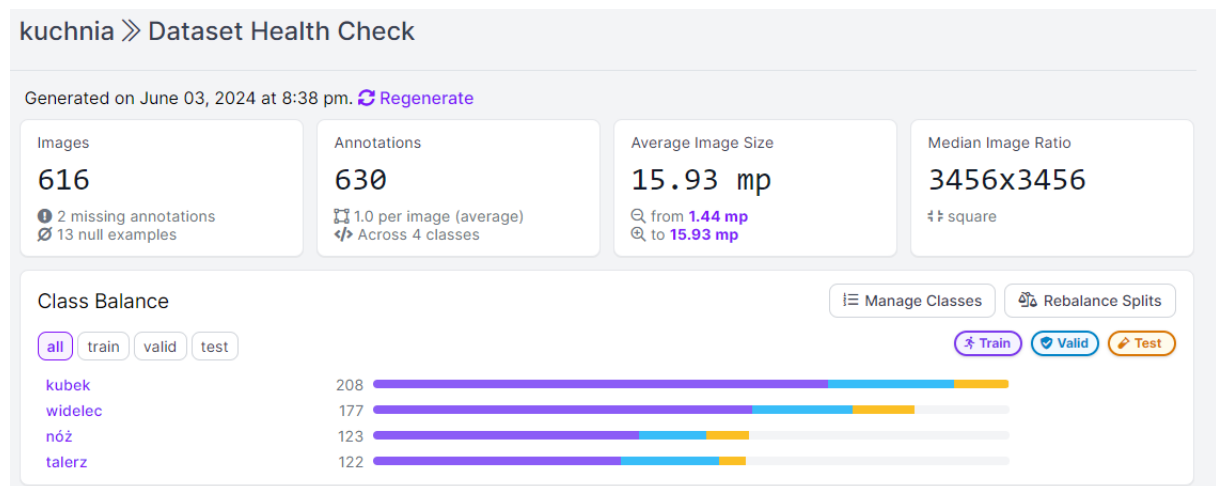 kuchnia >> Dataset Health Check
Generated on June 03, 2024 at 8:38 pm. Regenerate
Images
616
2 missing annotations
13 null examples
Annotations
630
1.0 per image (average)
</> Across 4 classes
Average Image Size
15.93 mp
from 1.44 mp
to 15.93 mp
Median Image Ratio
3456x3456
square
Class Balance
Manage Classes
Rebalance Splits
all train valid test
Train Valid Test
kubek 208
widelec 177
nóż 123
talerz 122